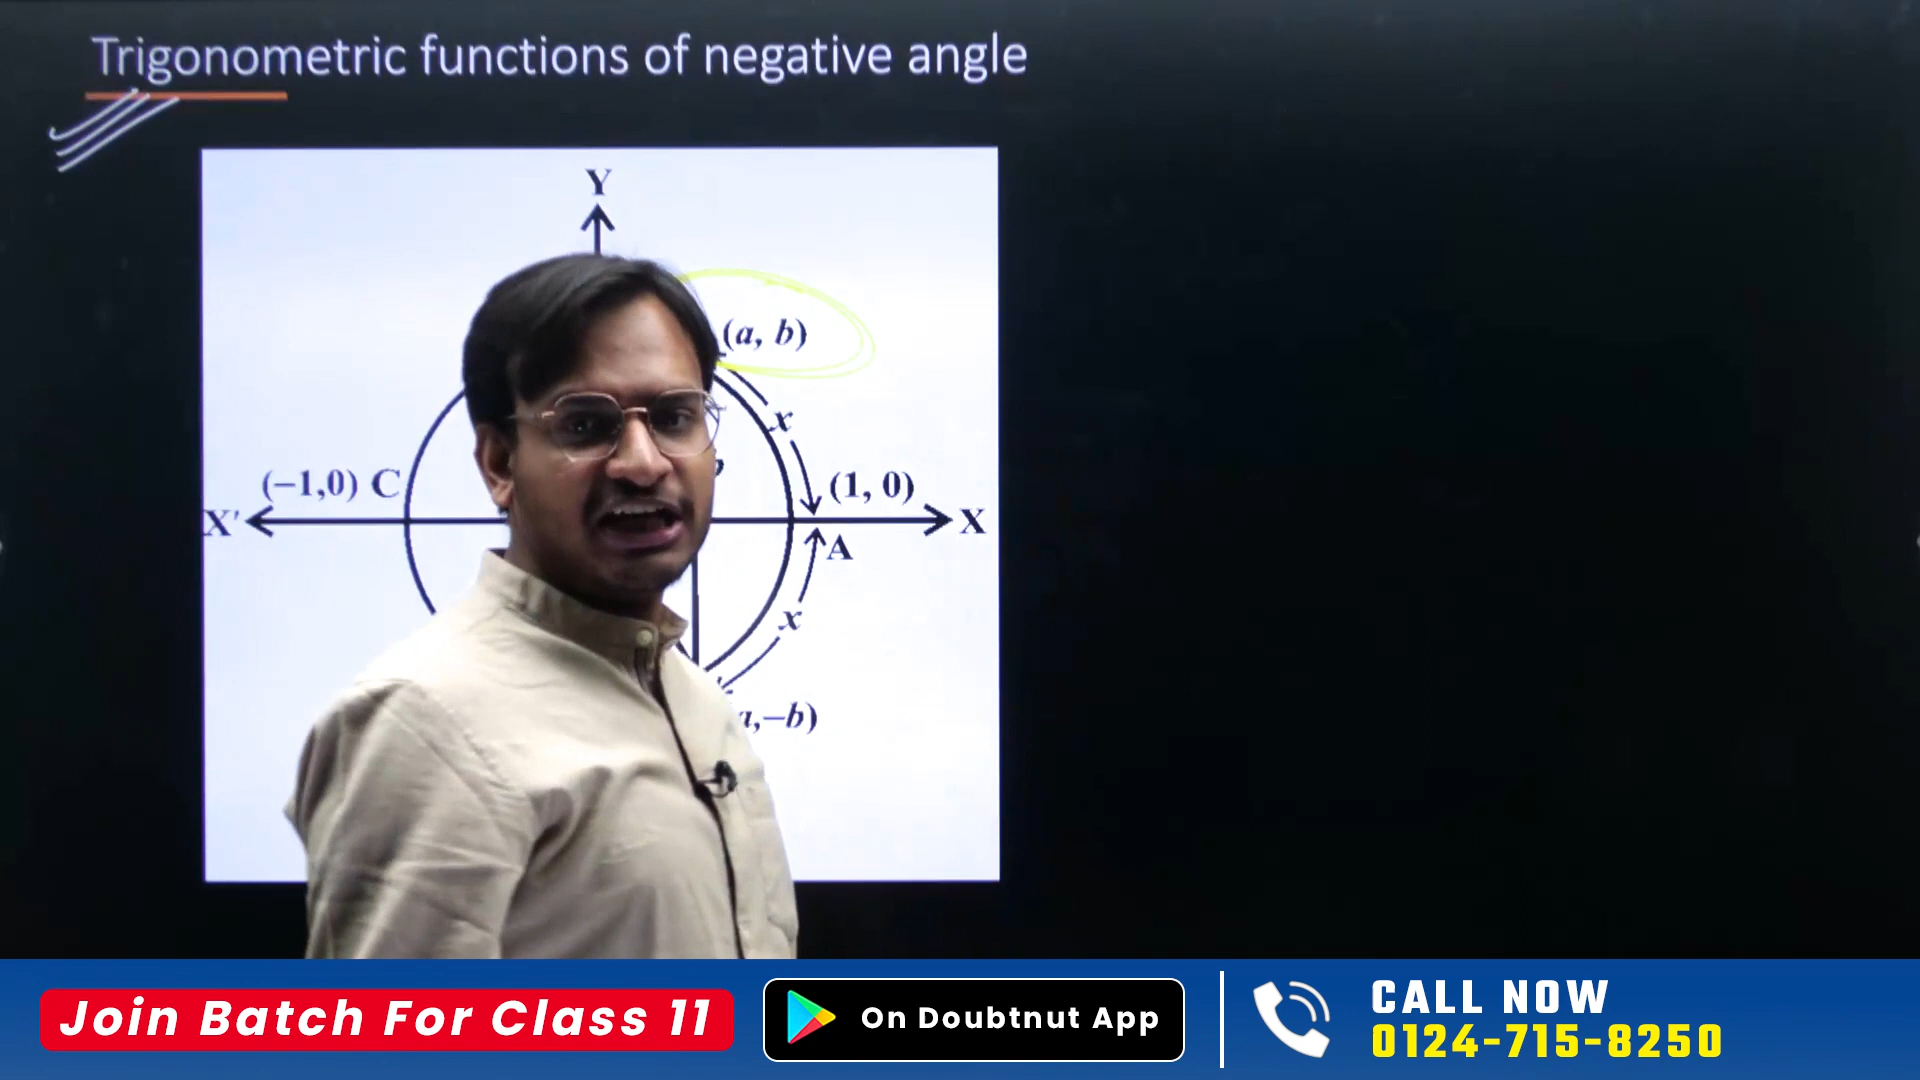 Trigonometric functions of negative angle
Y
(a, b)
x
(−1,0) C
(1, 0)
X′
X
A
x
,−b)
Join Batch For Class 11
On Doubtnut App
CALL NOW
0124-715-8250